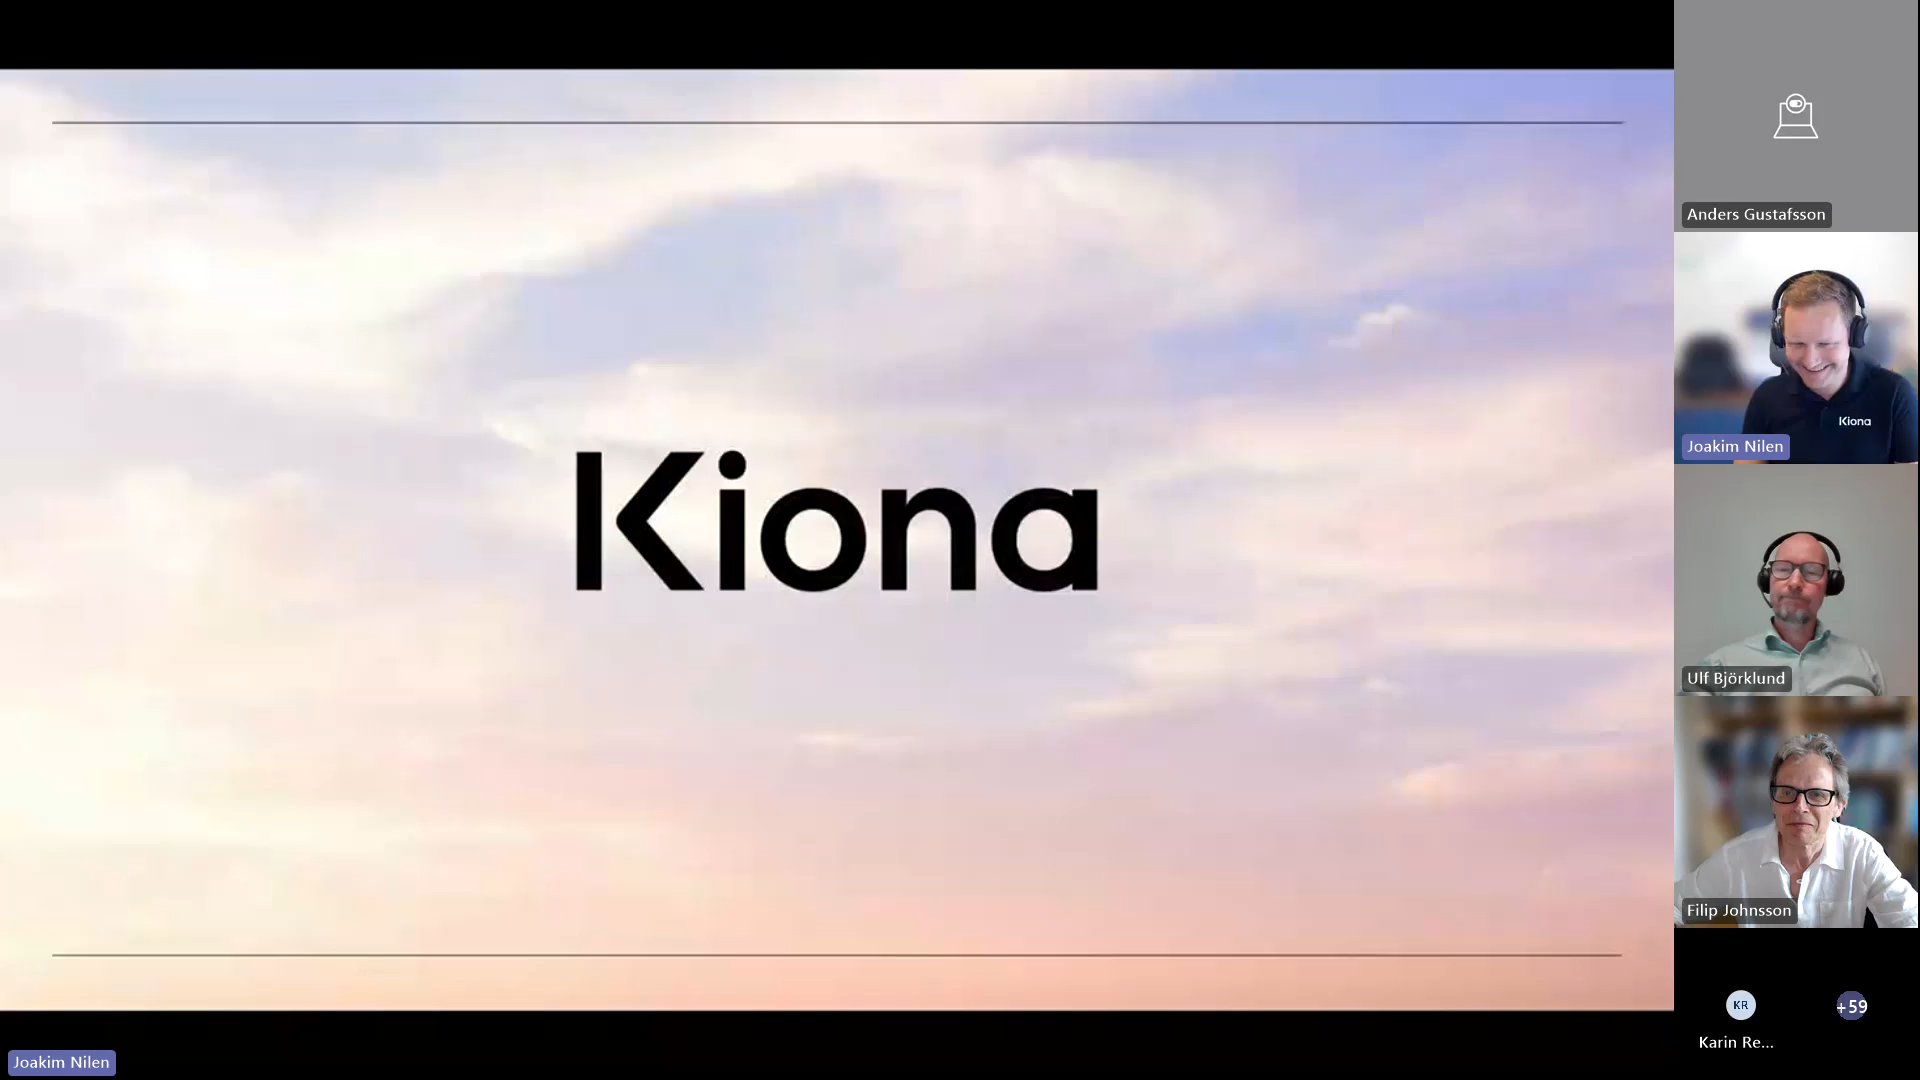 Kiona
Anders Gustafsson
Kiona
Joakim Nilen
Ulf Björklund
Filip Johnsson
KR
+59
Karin Re...
Joakim Nilen